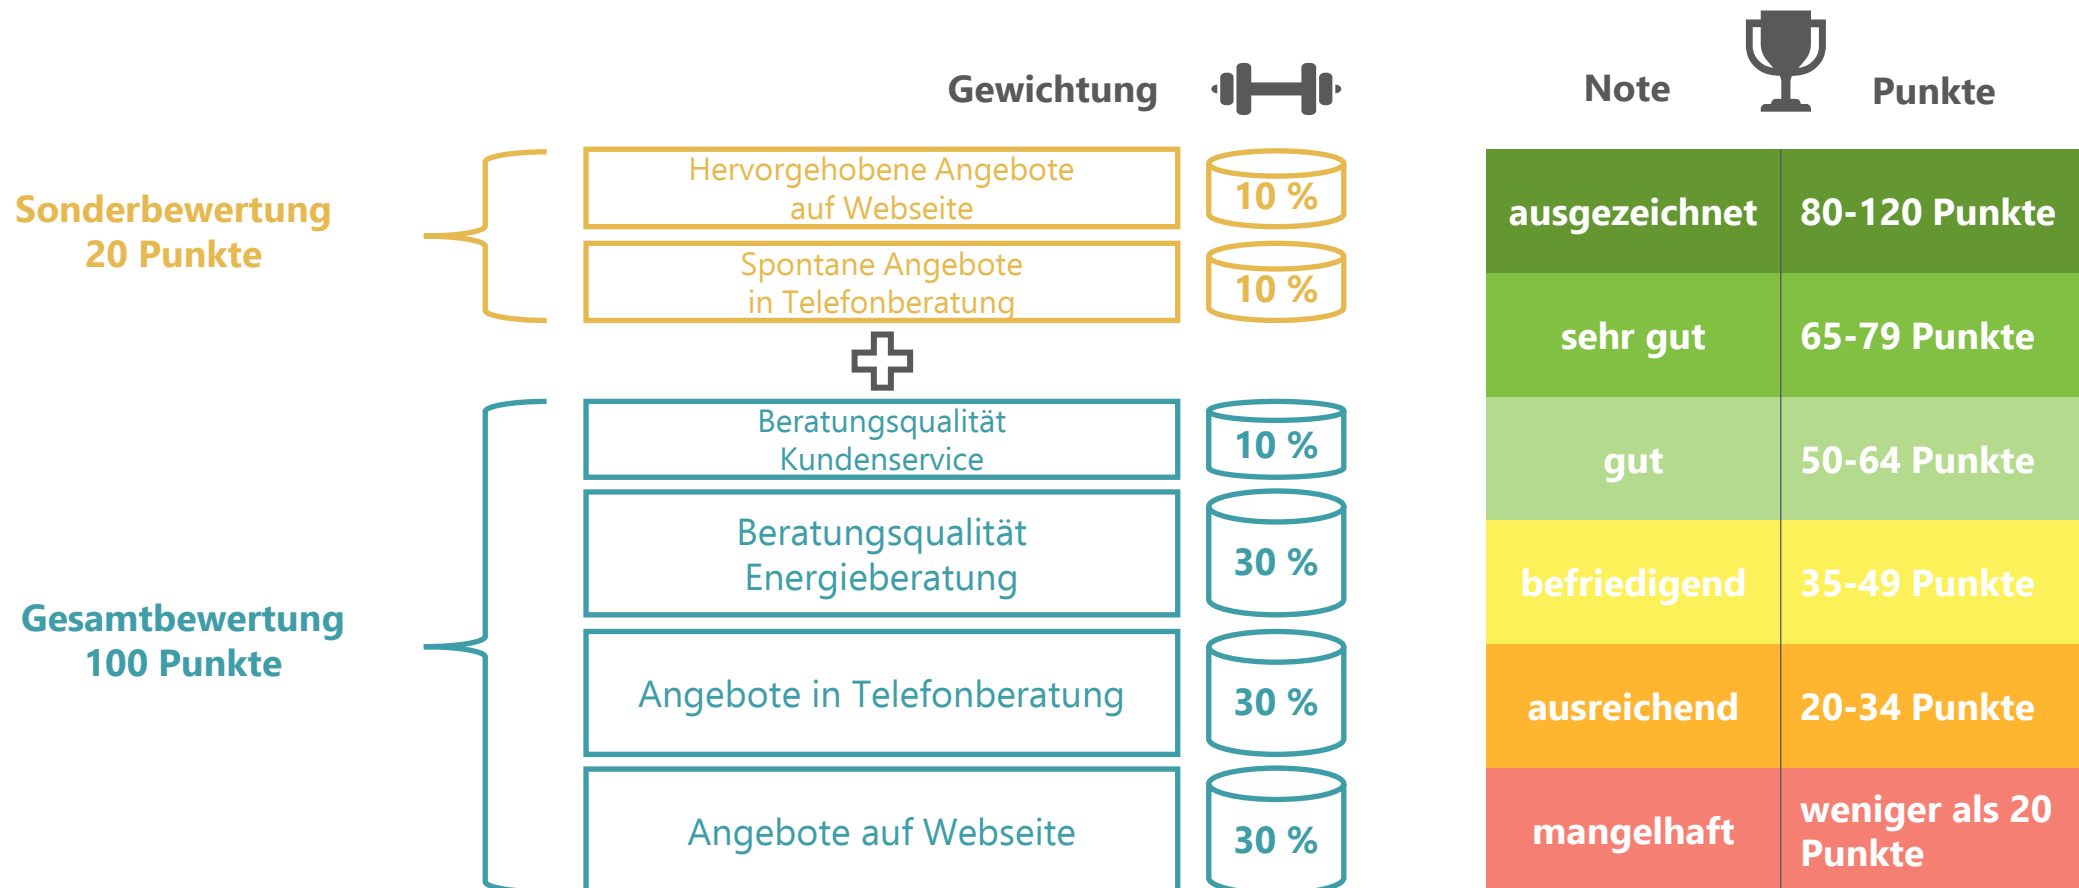 Gewichtung
Sonderbewertung
20 Punkte
Hervorgehobene Angebote
auf Webseite
10 %
Spontane Angebote
in Telefonberatung
10 %
Gesamtbewertung
100 Punkte
Beratungsqualität
Kundenservice
10 %
Beratungsqualität
Energieberatung
30 %
Angebote in Telefonberatung
30 %
Angebote auf Webseite
30 %
Note
Punkte
ausgezeichnet
80-120 Punkte
sehr gut
65-79 Punkte
gut
50-64 Punkte
befriedigend
35-49 Punkte
ausreichend
20-34 Punkte
mangelhaft
weniger als 20
Punkte